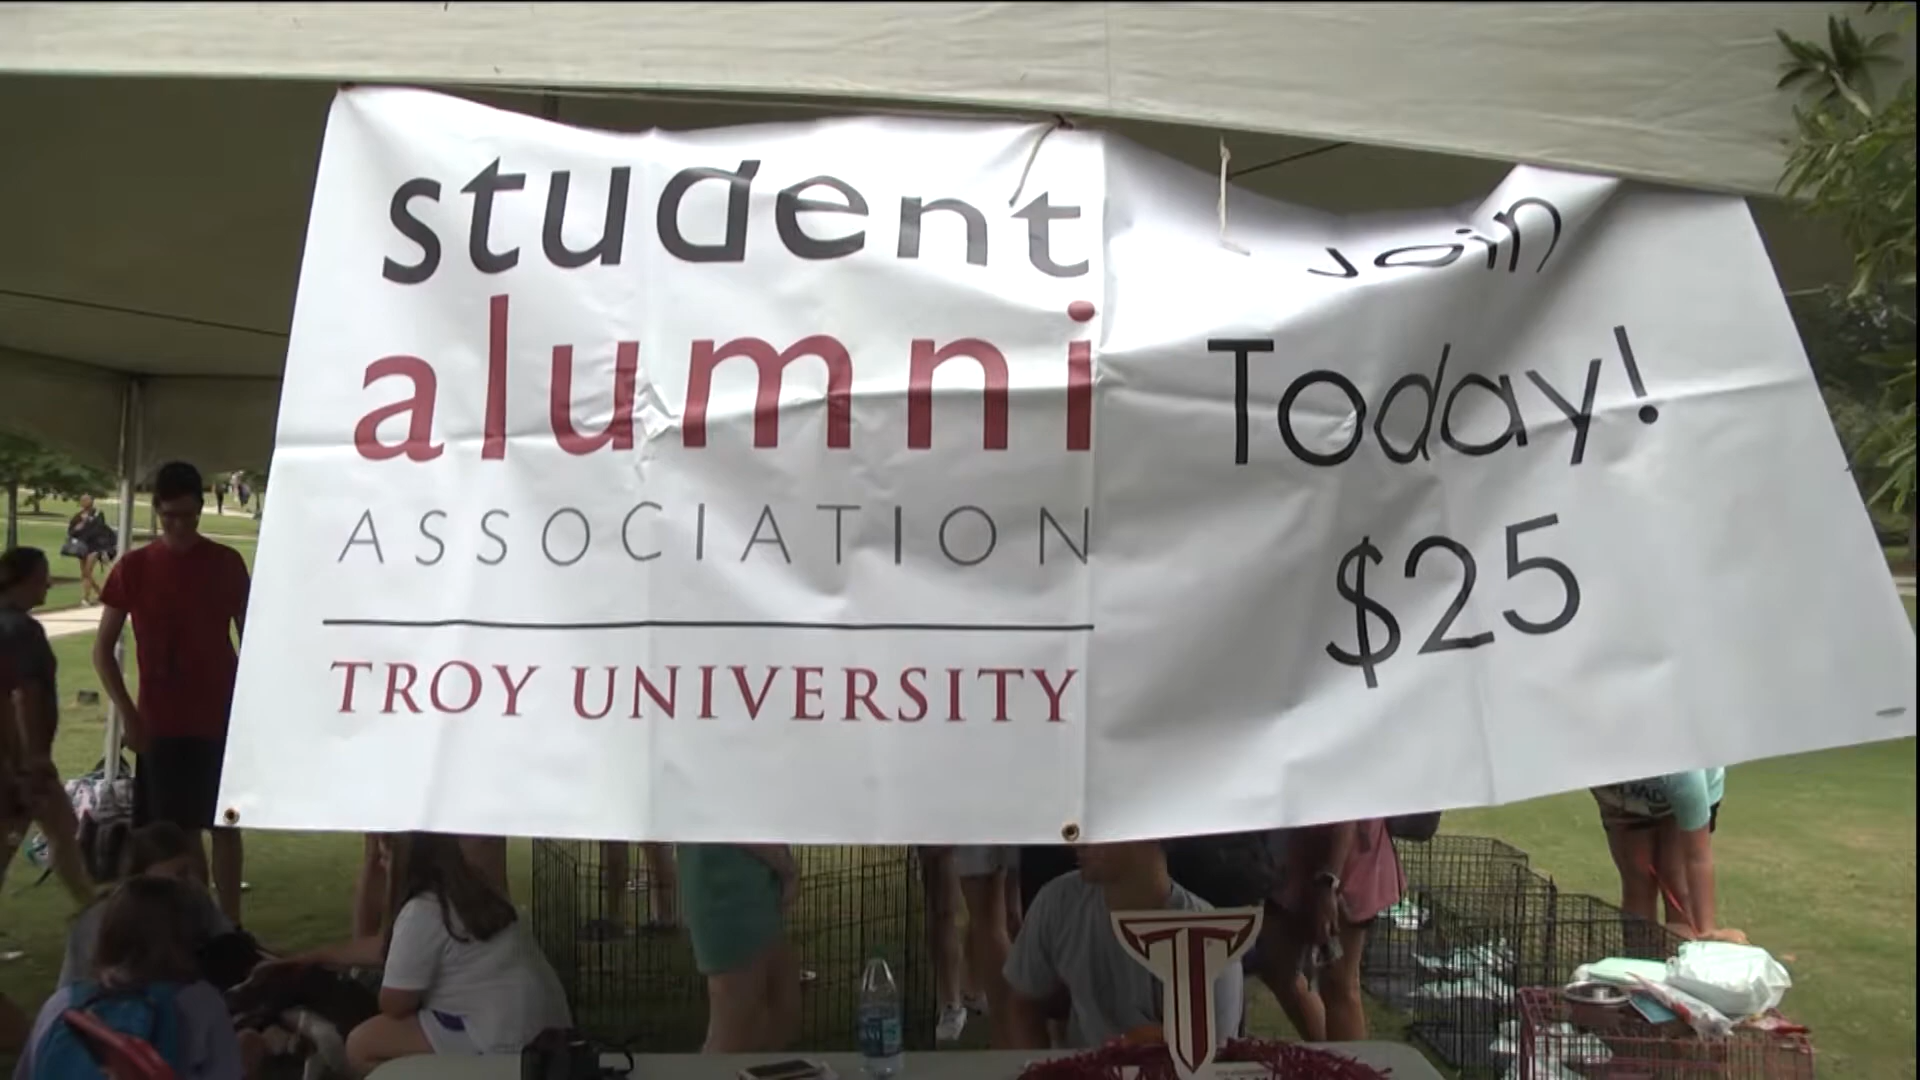 student
alumni
ASSOCIATION
TROY UNIVERSITY
Join
Today!
$25
T